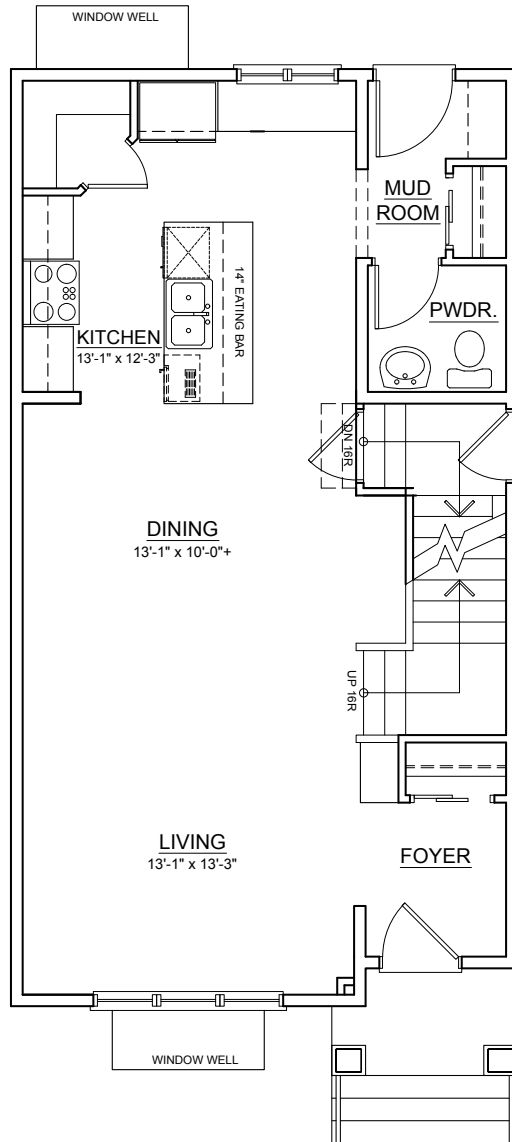 WINDOW WELL
MUD
ROOM
14" EATING BAR
PWDR.
KITCHEN
13'-1" x 12'-3"
DN 16R
DINING
13'-1" x 10'-0"+
UP 16R
LIVING
13'-1" x 13'-3"
FOYER
WINDOW WELL